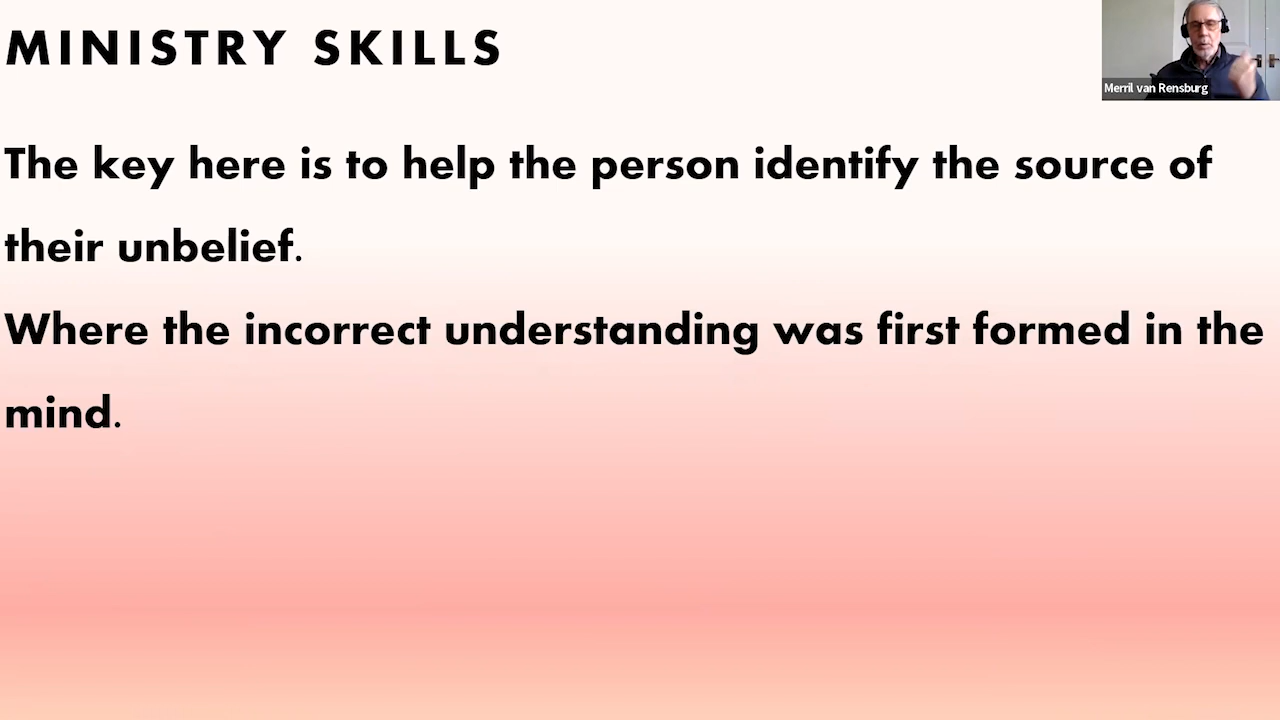 MINISTRY SKILLS
Merril van Rensburg
The key here is to help the person identify the source of
their unbelief.
Where the incorrect understanding was first formed in the
mind.